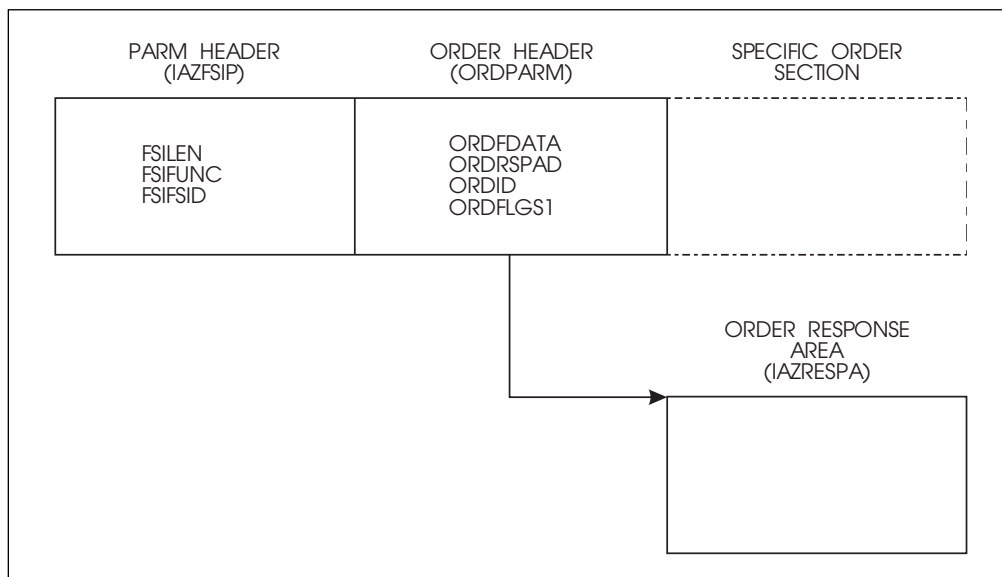 PARM HEADER
(IAZFSIP)
ORDER HEADER
(ORDPARM)
SPECIFIC ORDER
SECTION
FSILEN
FSIFUNC
FSIFSID
ORDFDATA
ORDRSPAD
ORDID
ORDFLGS1
ORDER RESPONSE
AREA
(IAZRESPA)